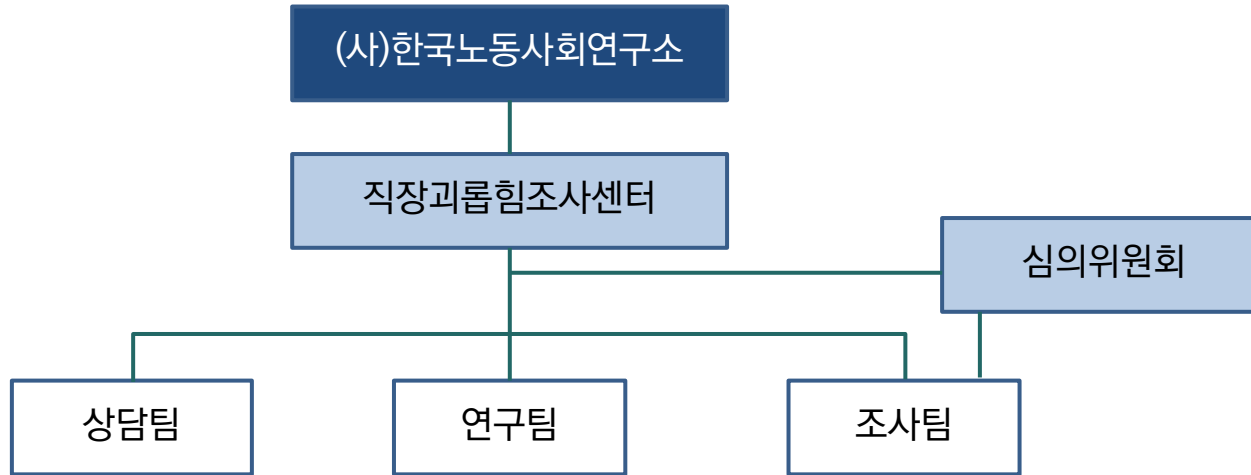 (사)한국노동사회연구소
직장괴롭힘조사센터
심의위원회
상담팀
연구팀
조사팀